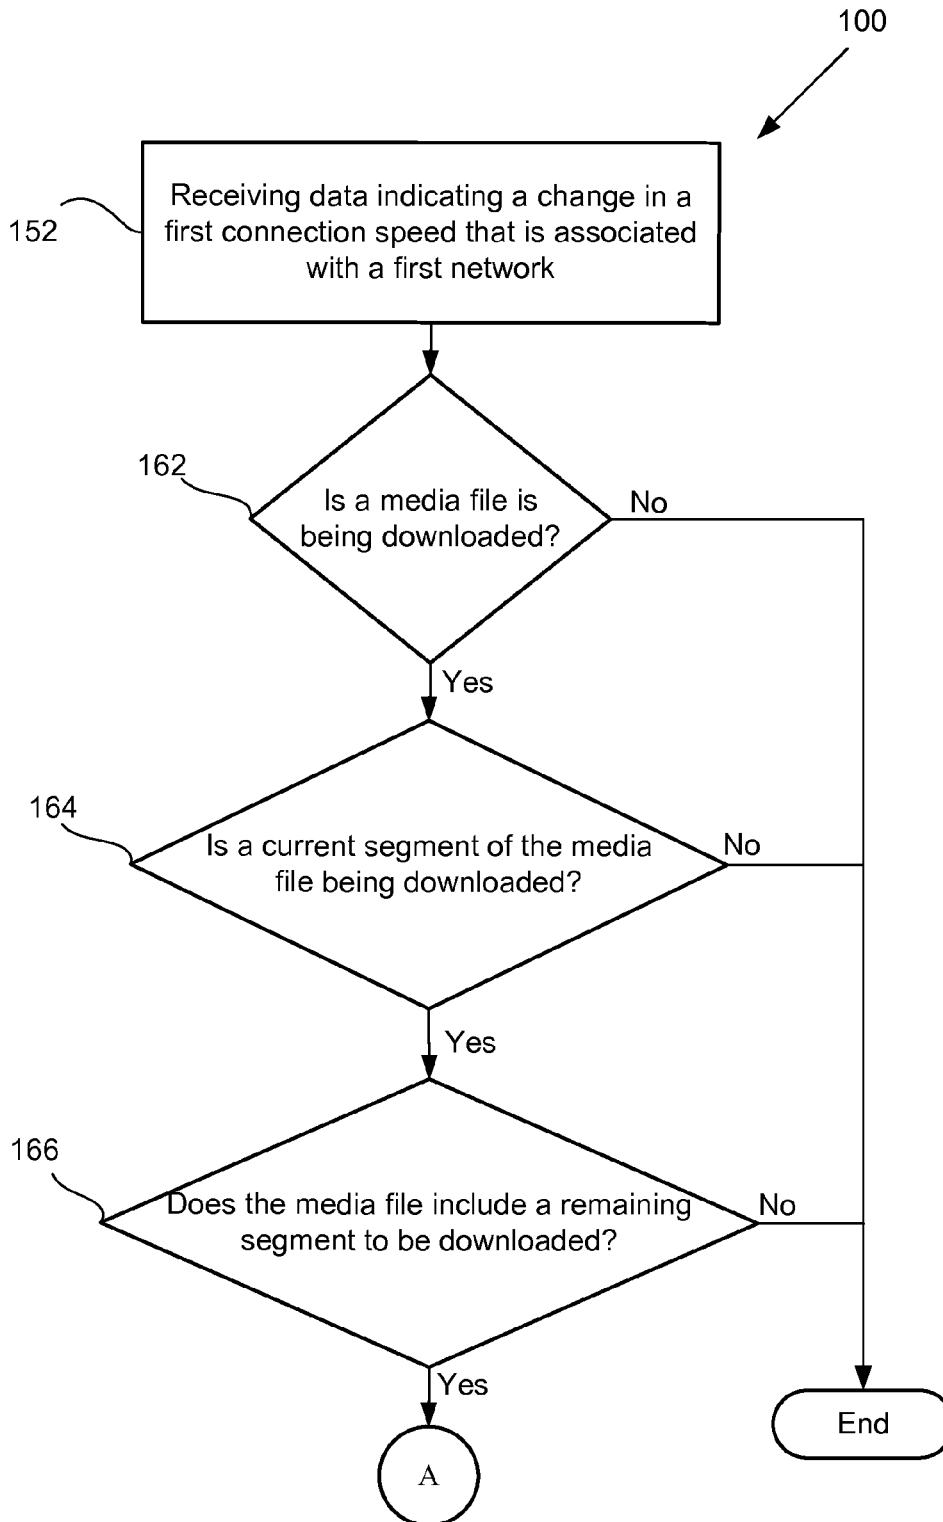 100
Receiving data indicating a change in a
first connection speed that is associated
with a first network
152
162
Is a media file is
being downloaded?
No
Yes
164
Is a current segment of the media
file being downloaded?
No
Yes
166
Does the media file include a remaining
segment to be downloaded?
No
Yes
A
End